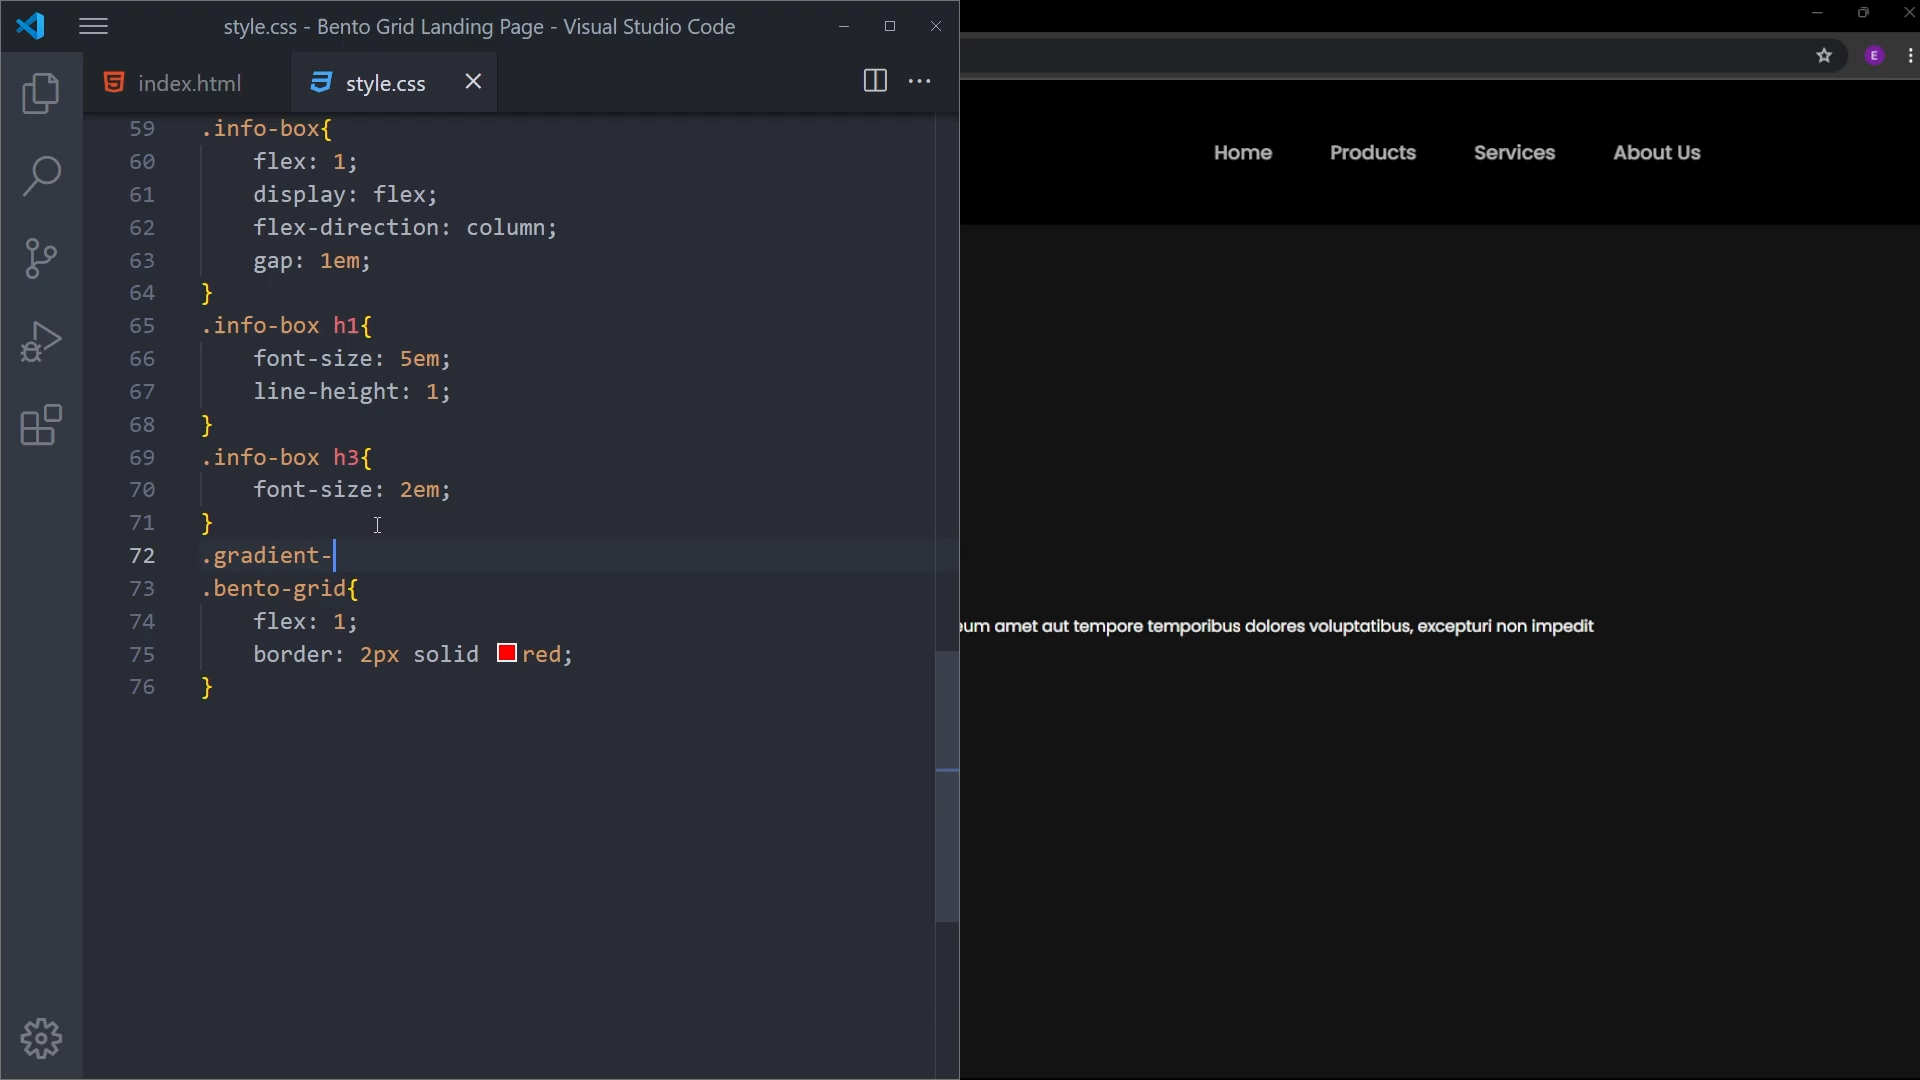 style.css - Bento Grid Landing Page - Visual Studio Code
index.html
style.css
59 .info-box{
60 flex: 1;
61 display: flex;
62 flex-direction: column;
63 gap: 1em;
64 }
65 .info-box h1{
66 font-size: 5em;
67 line-height: 1;
68 }
69 .info-box h3{
70 font-size: 2em;
71 }
72 .gradient-
73 .bento-grid{
74 flex: 1;
75 border: 2px solid red;
76 }
E
Home Products Services About Us
amet aut tempore temporibus dolores voluptatibus, excepturi non impedit